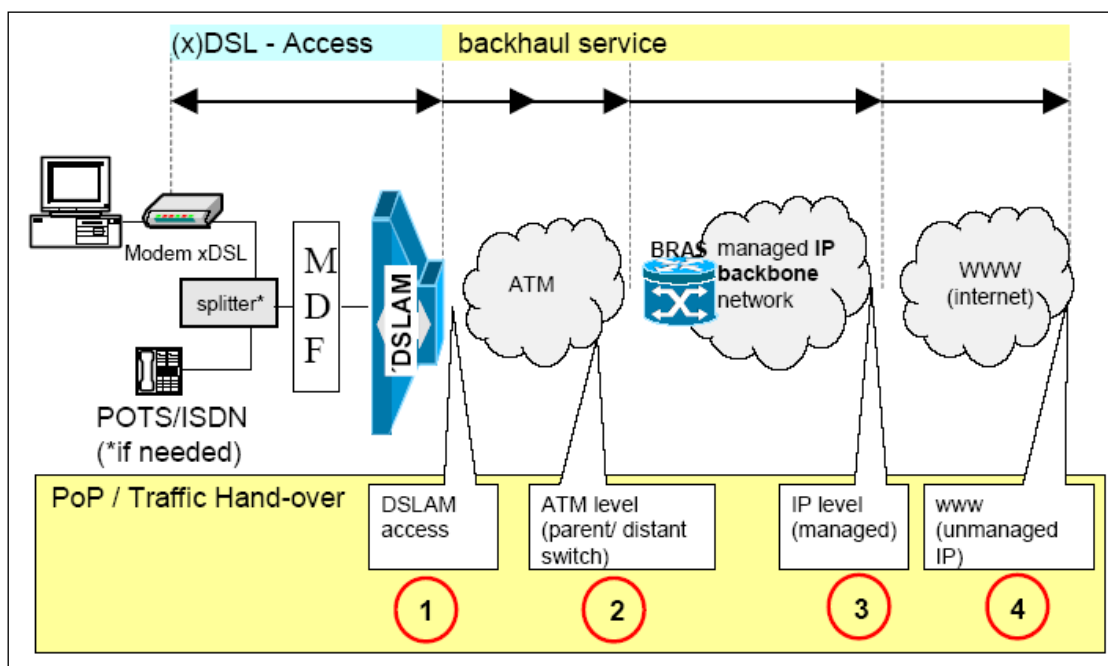 (x)DSL - Access
backhaul service
Modem xDSL
splitter*
POTS/ISDN
(*if needed)
M
D
F
DSLAM
ATM
BRAS
managed IP
backbone
network
WWW
(internet)
PoP / Traffic Hand-over
DSLAM
access
ATM level
(parent/ distant
switch)
IP level
(managed)
www
(unmanaged
IP)
1
2
3
4